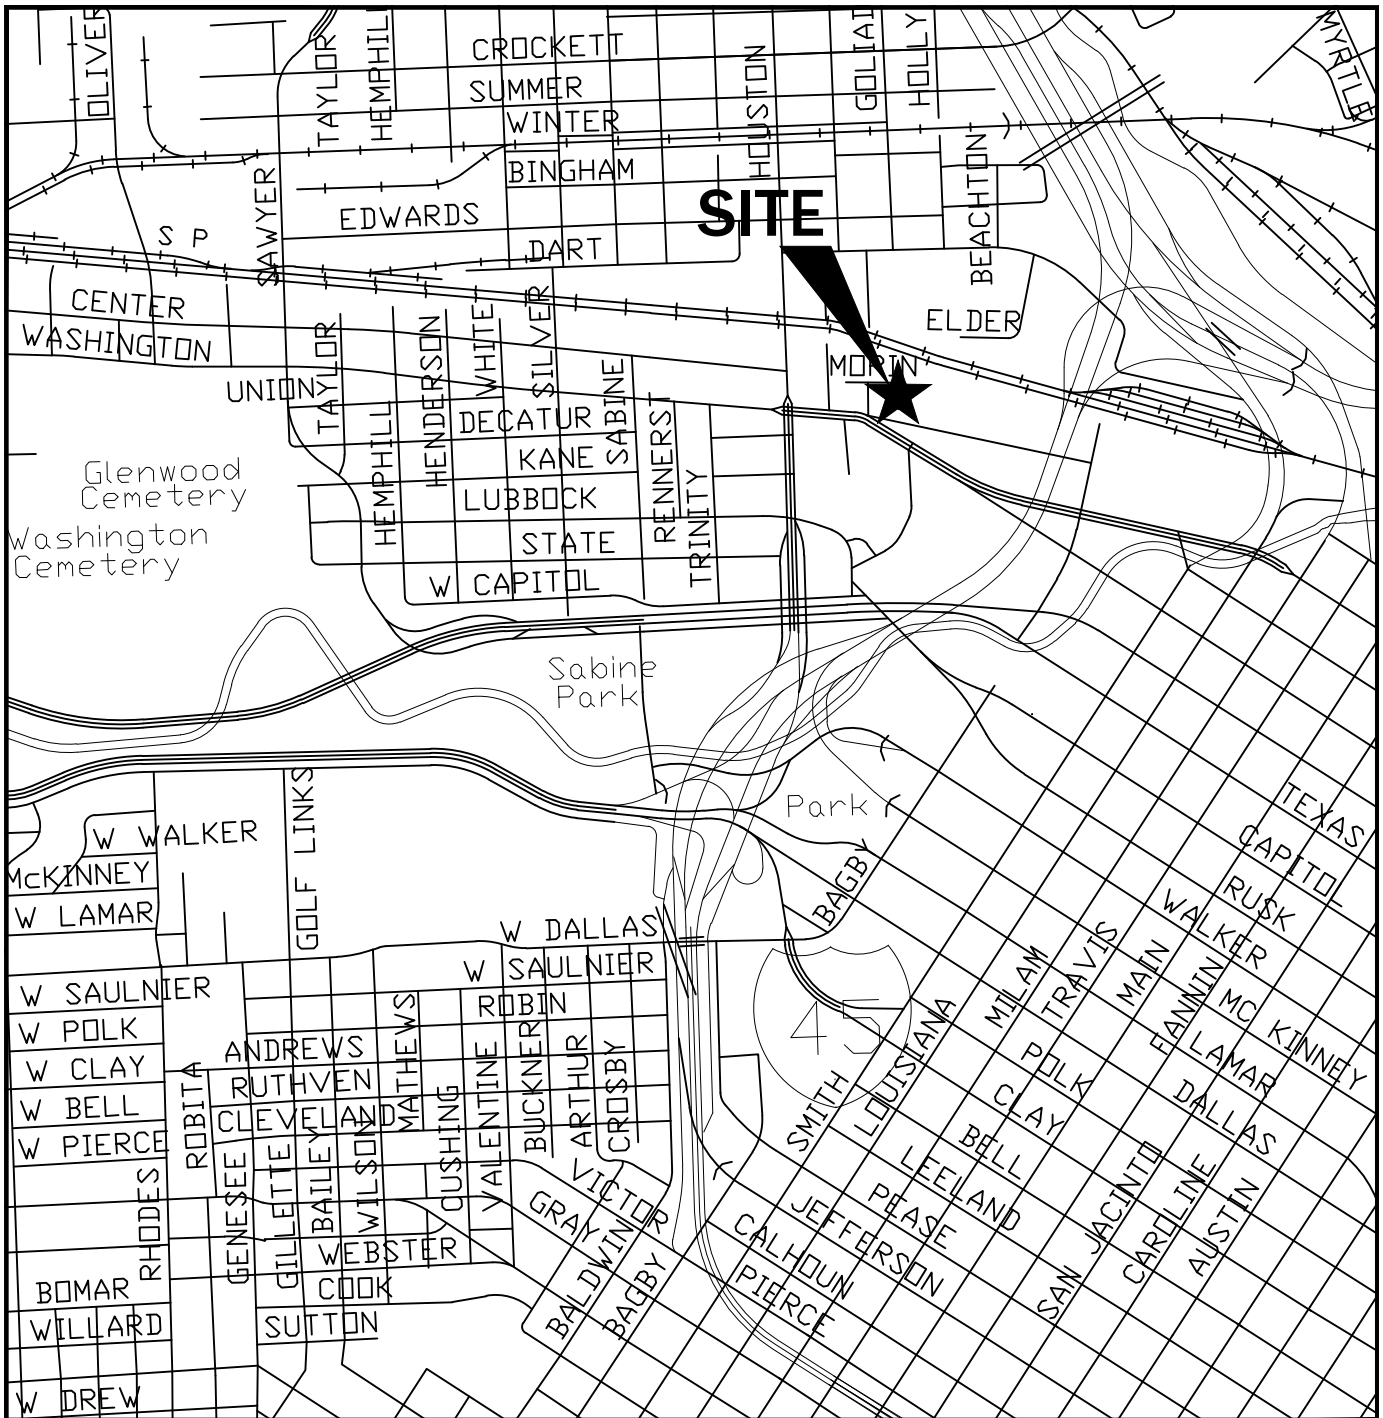 OLIVER
TAYLOR
HEMPHIL
CROCKETT
SUMMER
WINTER
BINGHAM
HOUSTON
GOLIA
HOLLY
MYRTLE
SAWYER
EDWARDS
DART
SITE
BEACHTON
S P
CENTER
WASHINGTON
UNION
TAYLOR
HEMPHILL
HENDERSON
WHITE
SILVER
SABINE
RENNERST
TRINITY
ELDER
MORIN
DECATUR
KANE
LUBBOCK
STATE
W CAPITOL
Glenwood
Cemetery
Washington
Cemetery
Sabine
Park
Park
W WALKER
McKINNEY
W LAMAR
GOLF LINKS
W DALLAS
W SAULNIER
ROBIN
W SAULNIER
W POLK
W CLAY
W BELL
W PIERCE
ANDREWS
RUTHVEN
CLEVELAND
ROBITA
RHODES
GENESEE
GILLETTE
BAILEY
WILSON
MATHEWS
CUSHING
VALENTINE
BUCKNER
ARTHUR
CROSBY
WEBSTER
COOK
SUTTON
BOMAR
WILLARD
W DREW
VICTOR
GRAY
BALDWIN
BAGBY
BAGBY
45
SMITH
LOUISIANA
MILAM
TRAVIS
MAIN
FANNIN
SAN JACINTO
CAROLINE
AUSTIN
TEXAS
CAPITOL
RUSK
WALKER
MC KINNEY
LAMAR
DALLAS
POLK
CLAY
BELL
LEELAND
PEASE
JEFFERSON
CALHOUN
PIERCE